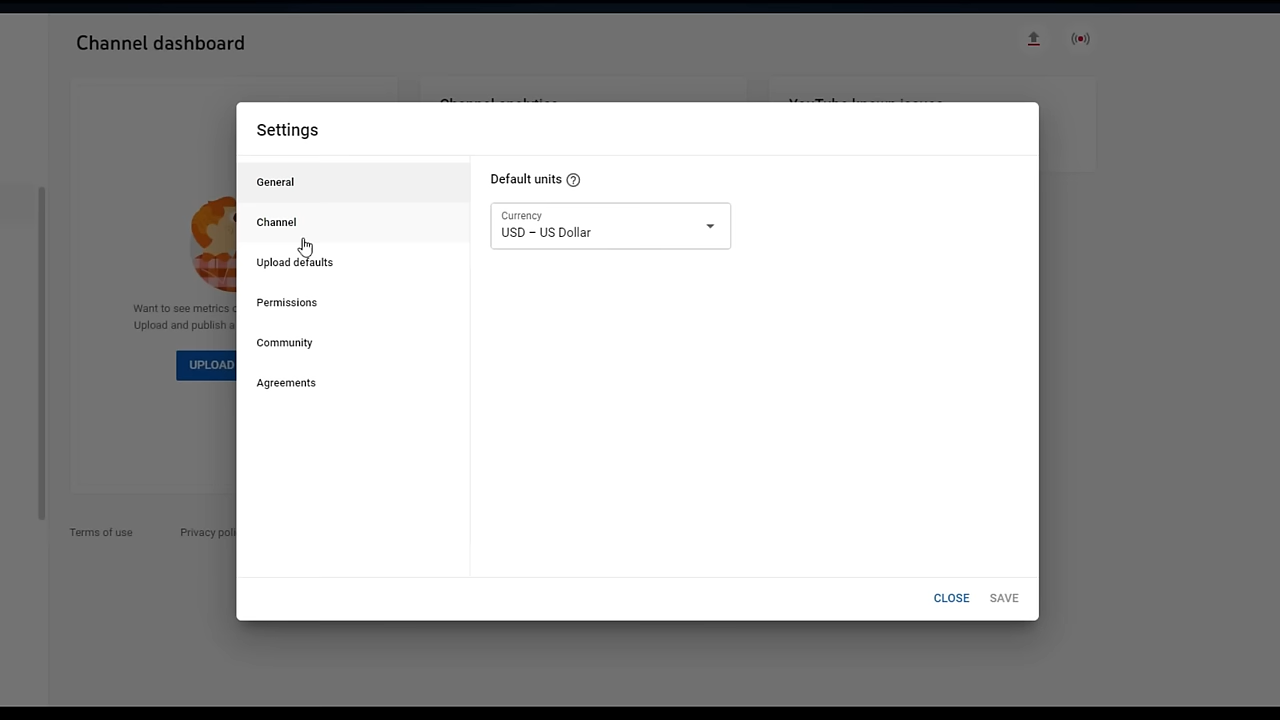 Channel dashboard
Settings
General
Channel
Upload defaults
Permissions
Community
Agreements
Default units
Currency
USD – US Dollar
Want to see metrics
Upload and publish a
UPLOAD
Terms of use
Privacy
CLOSE
SAVE